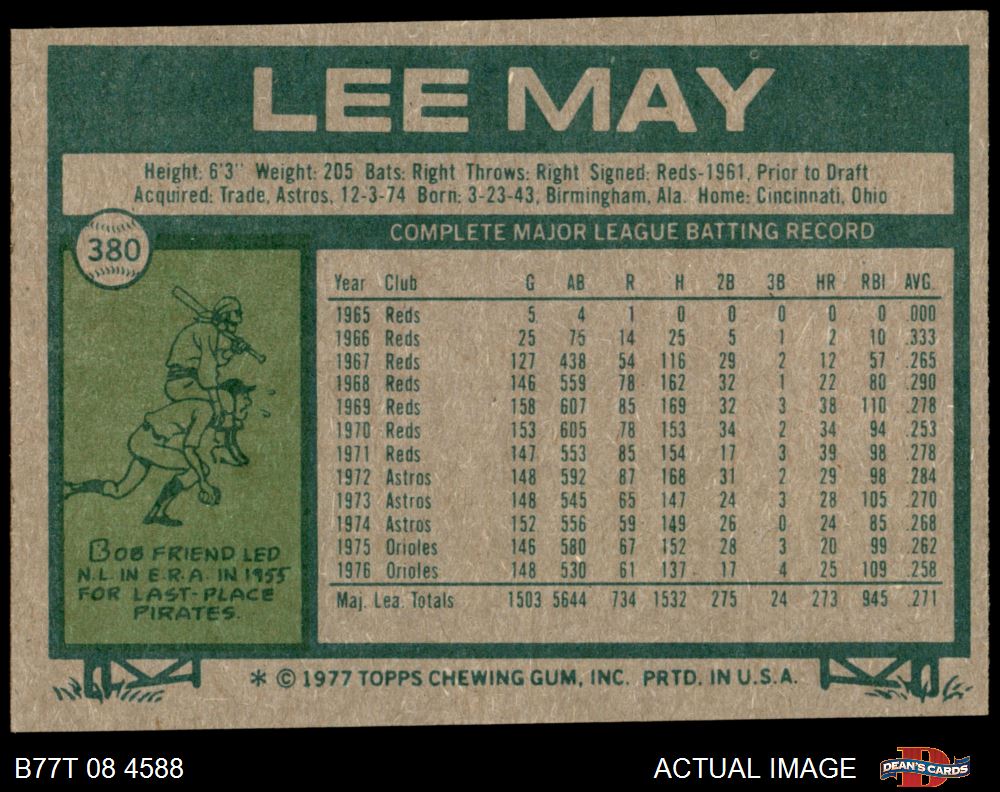 LEE MAY
Height: 6'3" Weight: 205 Bats: Right Throws: Right Signed: Reds-1961, Prior to Draft
Acquired: Trade, Astros, 12-3-74 Born: 3-23-43, Birmingham, Ala. Home: Cincinnati, Ohio
380
COMPLETE MAJOR LEAGUE BATTING RECORD
Year Club G AB R H 2B 3B HR RBI AVG.
1965 Reds 5 4 1 0 0 0 0 0 .000
1966 Reds 25 75 14 25 5 1 2 10 .333
1967 Reds 127 438 54 116 29 2 12 57 .265
1968 Reds 146 559 78 162 32 1 22 80 .290
1969 Reds 158 607 85 169 32 3 38 110 .278
1970 Reds 153 605 78 153 34 2 34 94 .253
1971 Reds 147 553 85 154 17 3 39 98 .278
1972 Astros 148 592 87 168 31 2 29 98 .284
1973 Astros 148 545 65 147 24 3 28 105 .270
1974 Astros 152 556 59 149 26 0 24 85 .268
1975 Orioles 146 580 67 152 28 3 20 99 .262
1976 Orioles 148 530 61 137 17 4 25 109 .258
Maj. Lea. Totals 1503 5644 734 1532 275 24 273 945 .271
BOB FRIEND LED
N.L. IN E.R.A. IN 1955
FOR LAST-PLACE
PIRATES.
* © 1977 TOPPS CHEWING GUM, INC. PRTD. IN U.S.A.
B77T 08 4588
ACTUAL IMAGE
D
DEAN'S CARDS